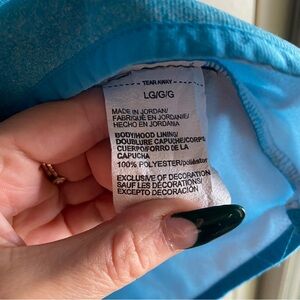 TEAR AWAY
LG/G/G
MADE IN JORDAN/
FABRIQUÉ EN JORDANIE/
HECHO EN JORDANIA
BODY/HOOD LINING/
DOUBLURE CAPUCHE/CORPS/
CUERPO/FORRO DE LA
CAPUCHA
100% POLYESTER/poliéster
EXCLUSIVE OF DECORATION
SAUF LES DÉCORATIONS/
EXCEPTO DECORACIÓN